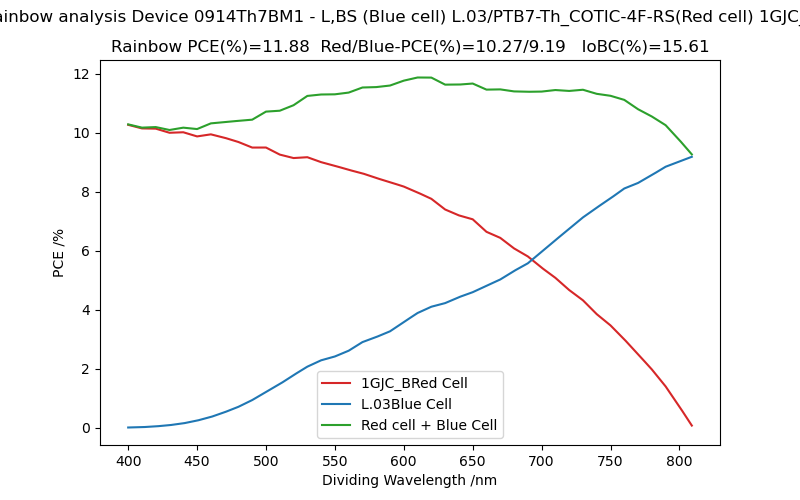 ainbow analysis Device 0914Th7BM1 - L,BS (Blue cell) L.03/PTB7-Th_COTIC-4F-RS(Red cell) 1GJC_
Rainbow PCE(%)=11.88 Red/Blue-PCE(%)=10.27/9.19 IoBC(%)=15.61
12
10
8
6
4
2
0
PCE /%
1GJC_BRed Cell
L.03Blue Cell
Red cell + Blue Cell
400 450 500 550 600 650 700 750 800
Dividing Wavelength /nm